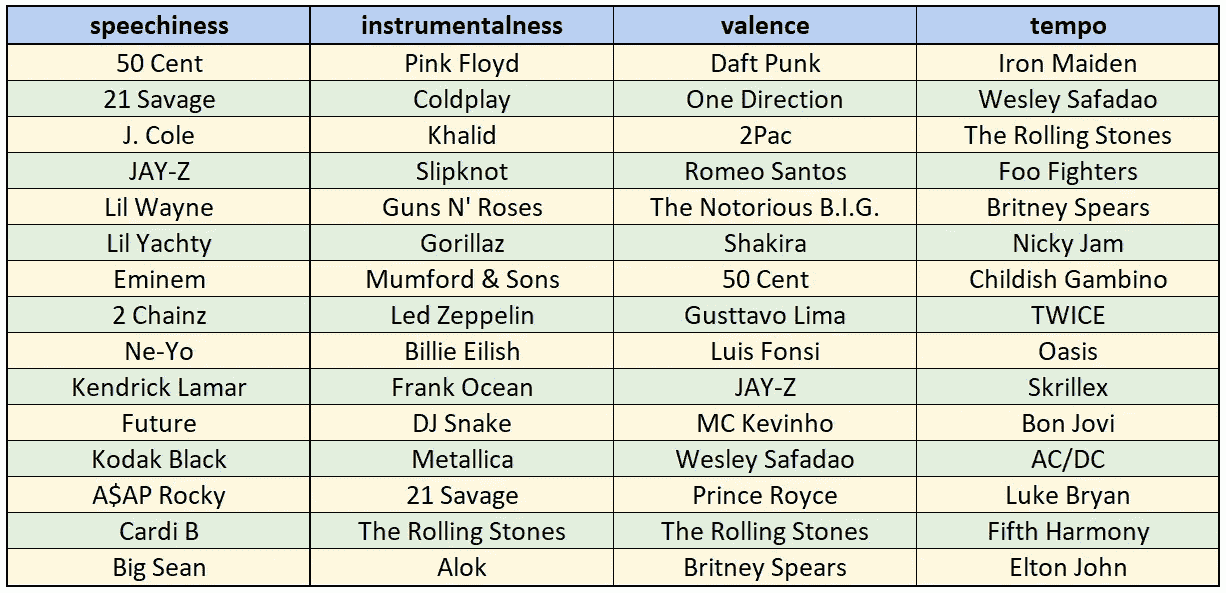 speechiness instrumentalness valence tempo
50 Cent Pink Floyd Daft Punk Iron Maiden
21 Savage Coldplay One Direction Wesley Safadao
J. Cole Khalid 2Pac The Rolling Stones
JAY-Z Slipknot Romeo Santos Foo Fighters
Lil Wayne Guns N' Roses The Notorious B.I.G. Britney Spears
Lil Yachty Gorillaz Shakira Nicky Jam
Eminem Mumford & Sons 50 Cent Childish Gambino
2 Chainz Led Zeppelin Gusttavo Lima TWICE
Ne-Yo Billie Eilish Luis Fonsi Oasis
Kendrick Lamar Frank Ocean JAY-Z Skrillex
Future DJ Snake MC Kevinho Bon Jovi
Kodak Black Metallica Wesley Safadao AC/DC
A$AP Rocky 21 Savage Prince Royce Luke Bryan
Cardi B The Rolling Stones The Rolling Stones Fifth Harmony
Big Sean Alok Britney Spears Elton John